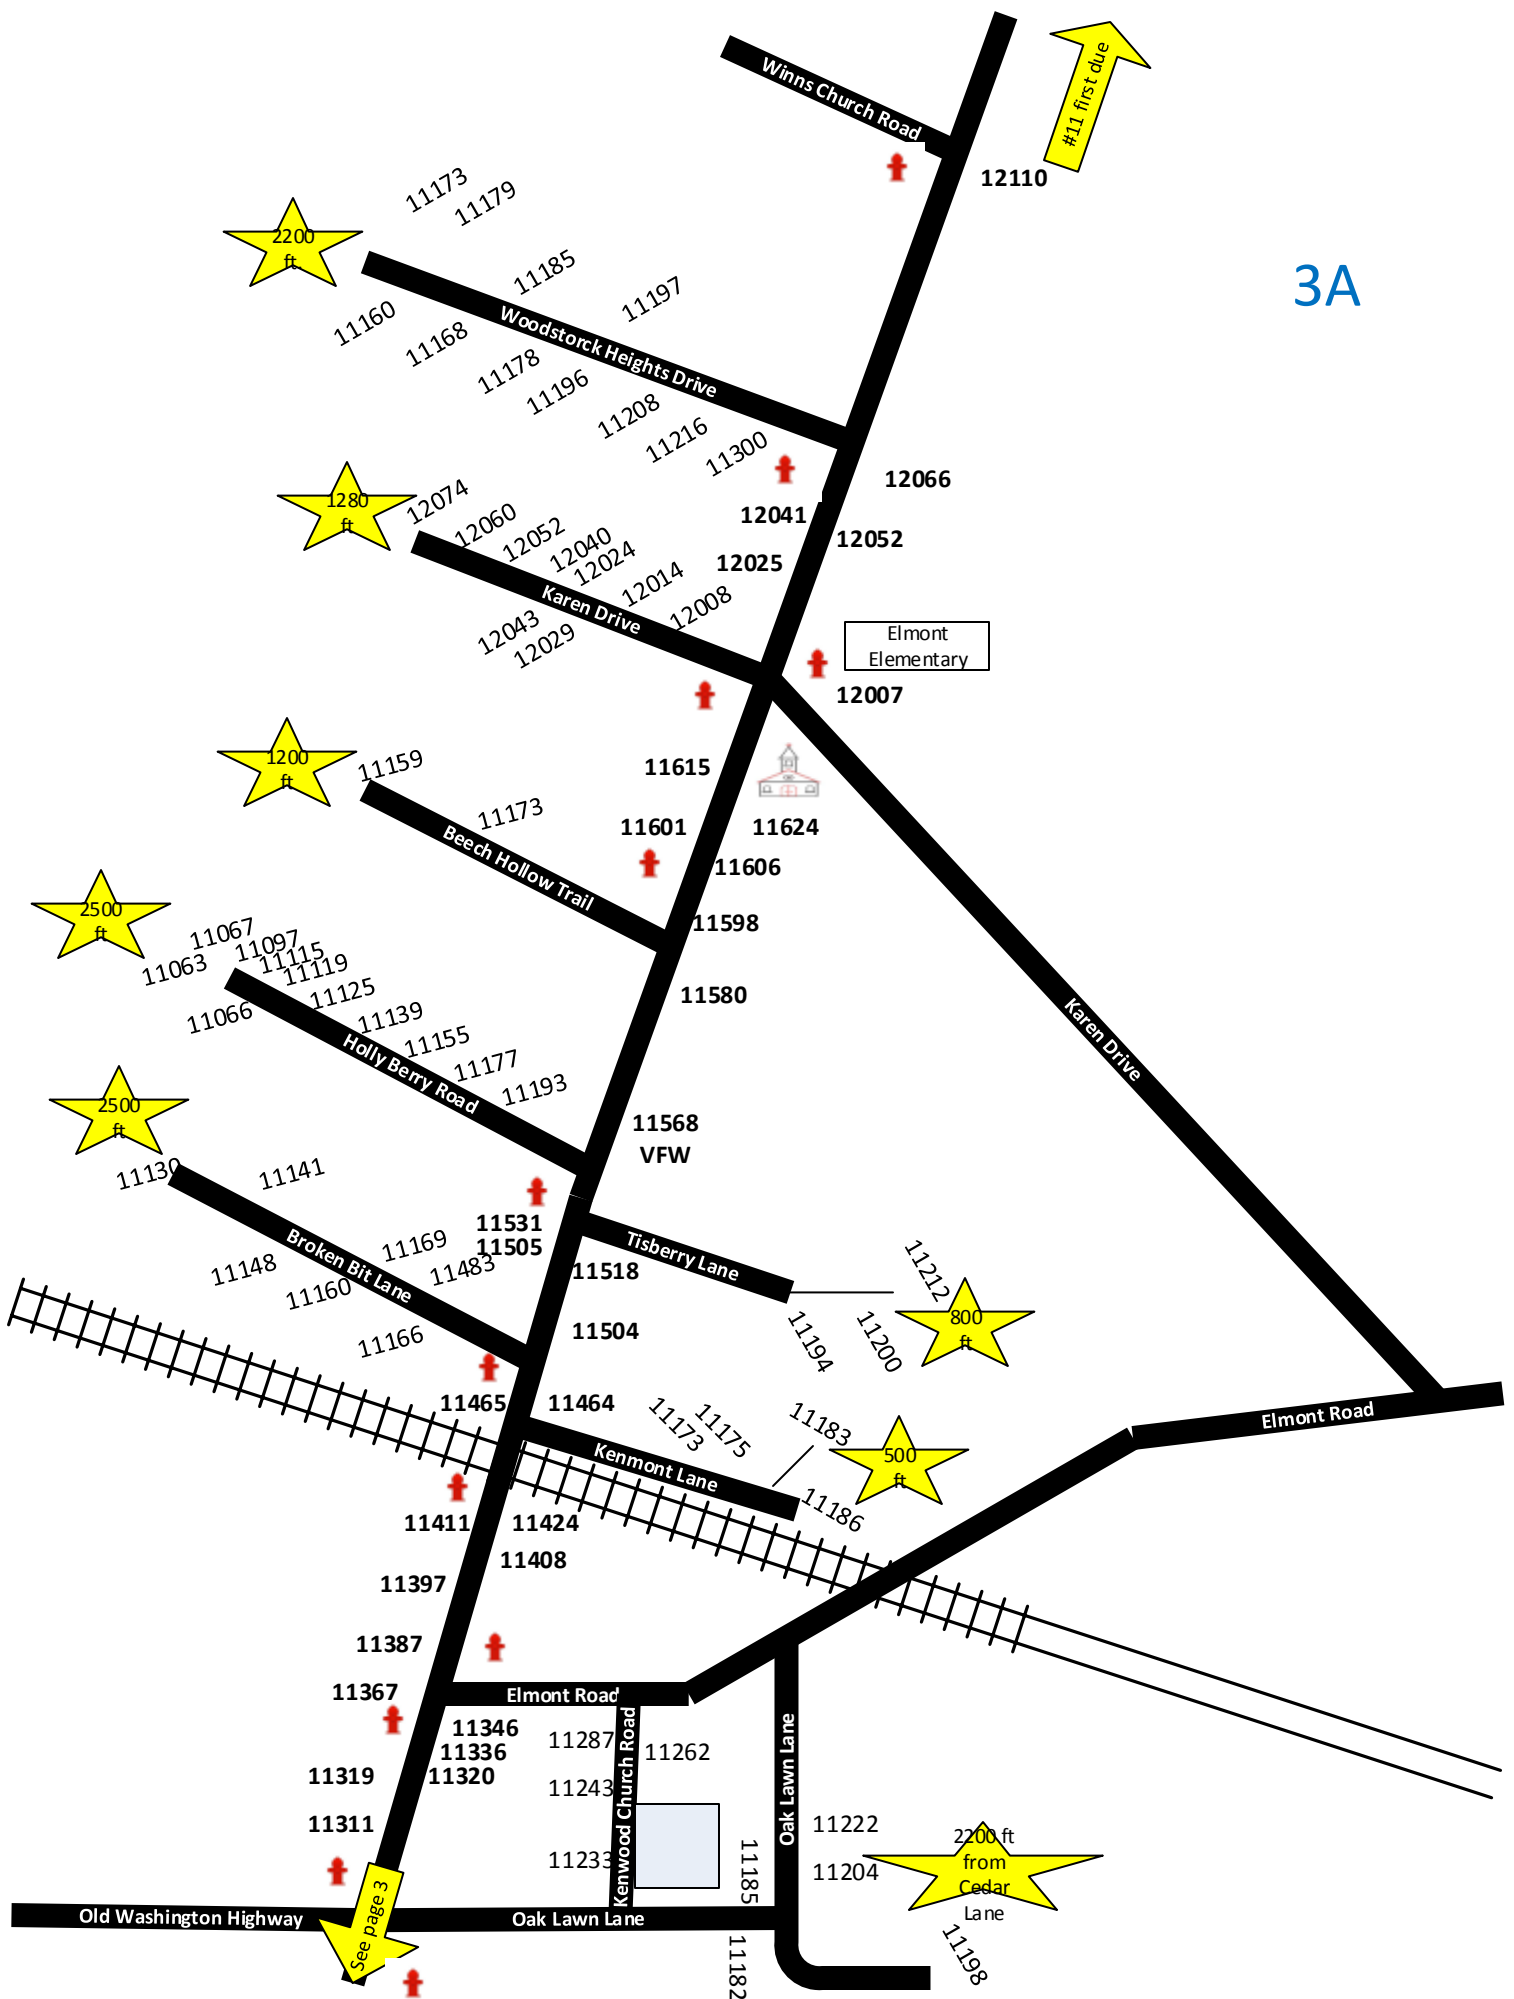 #11 first due
Winns Church Road
12110
3A
11173
11179
2200
ft.
11185
11197
Woodstorck Heights Drive
11160
11168
11178
11196
11208
11216
11300
12066
1280
ft
12074
12060
12052
12040
12024
12014
12008
12041
12052
12025
Karen Drive
12043
12029
Elmont
Elementary
12007
11615
1200
ft
11159
11173
Beech Hollow Trail
11601
11624
11606
11598
2500
ft
11067
11063
11097
11115
11119
11125
11066
11139
11155
11177
11193
Holly Berry Road
11580
Karen Drive
11568
VFW
2500
ft
11130
11141
11531
11505
Broken Bit Lane
11169
11483
11148
11160
11166
Tisberry Lane
11518
11504
11212
800
ft
11194
11200
11465
11464
11173
11175
11183
500
ft
Kenmont Lane
11186
Elmont Road
11411
11424
11408
11397
11387
11367
Elmont Road
11346
11336
11320
11287
11262
11319
11243
11311
Kenwood Church Road
11233
Oak Lawn Lane
11185
11222
11204
2200 ft
from
Cedar
Lane
See page 3
Old Washington Highway
Oak Lawn Lane
11182
11198